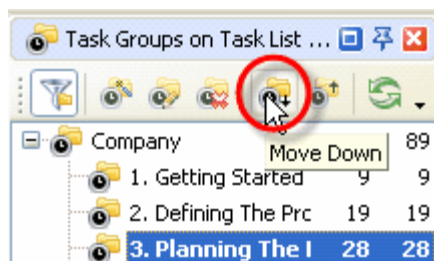 Task Groups on Task List ...
Move Down
Company 89
1. Getting Started 9 9
2. Defining The Prc 19 19
3. Planning The I 28 28